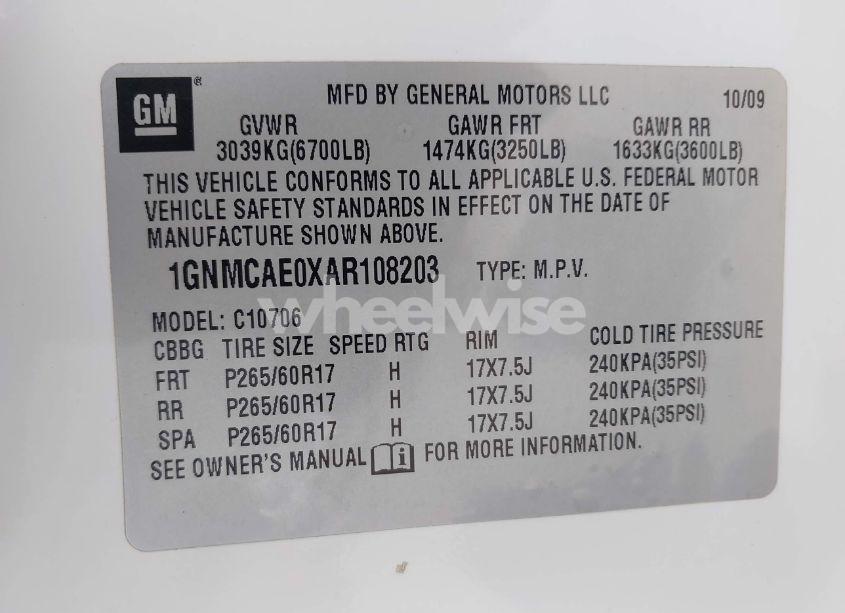 GM ® MFD BY GENERAL MOTORS LLC 10/09
GVWR GAWR FRT GAWR RR
3039KG(6700LB) 1474KG(3250LB) 1633KG(3600LB)
THIS VEHICLE CONFORMS TO ALL APPLICABLE U.S. FEDERAL MOTOR
VEHICLE SAFETY STANDARDS IN EFFECT ON THE DATE OF
MANUFACTURE SHOWN ABOVE.
1GNMCAE0XAR108203 TYPE: M.P.V.
wheelwise
MODEL: C10706
CBBG TIRE SIZE SPEED RTG RIM COLD TIRE PRESSURE
FRT P265/60R17 H 17X7.5J 240KPA(35PSI)
RR P265/60R17 H 17X7.5J 240KPA(35PSI)
SPA P265/60R17 H 17X7.5J 240KPA(35PSI)
SEE OWNER'S MANUAL i FOR MORE INFORMATION.